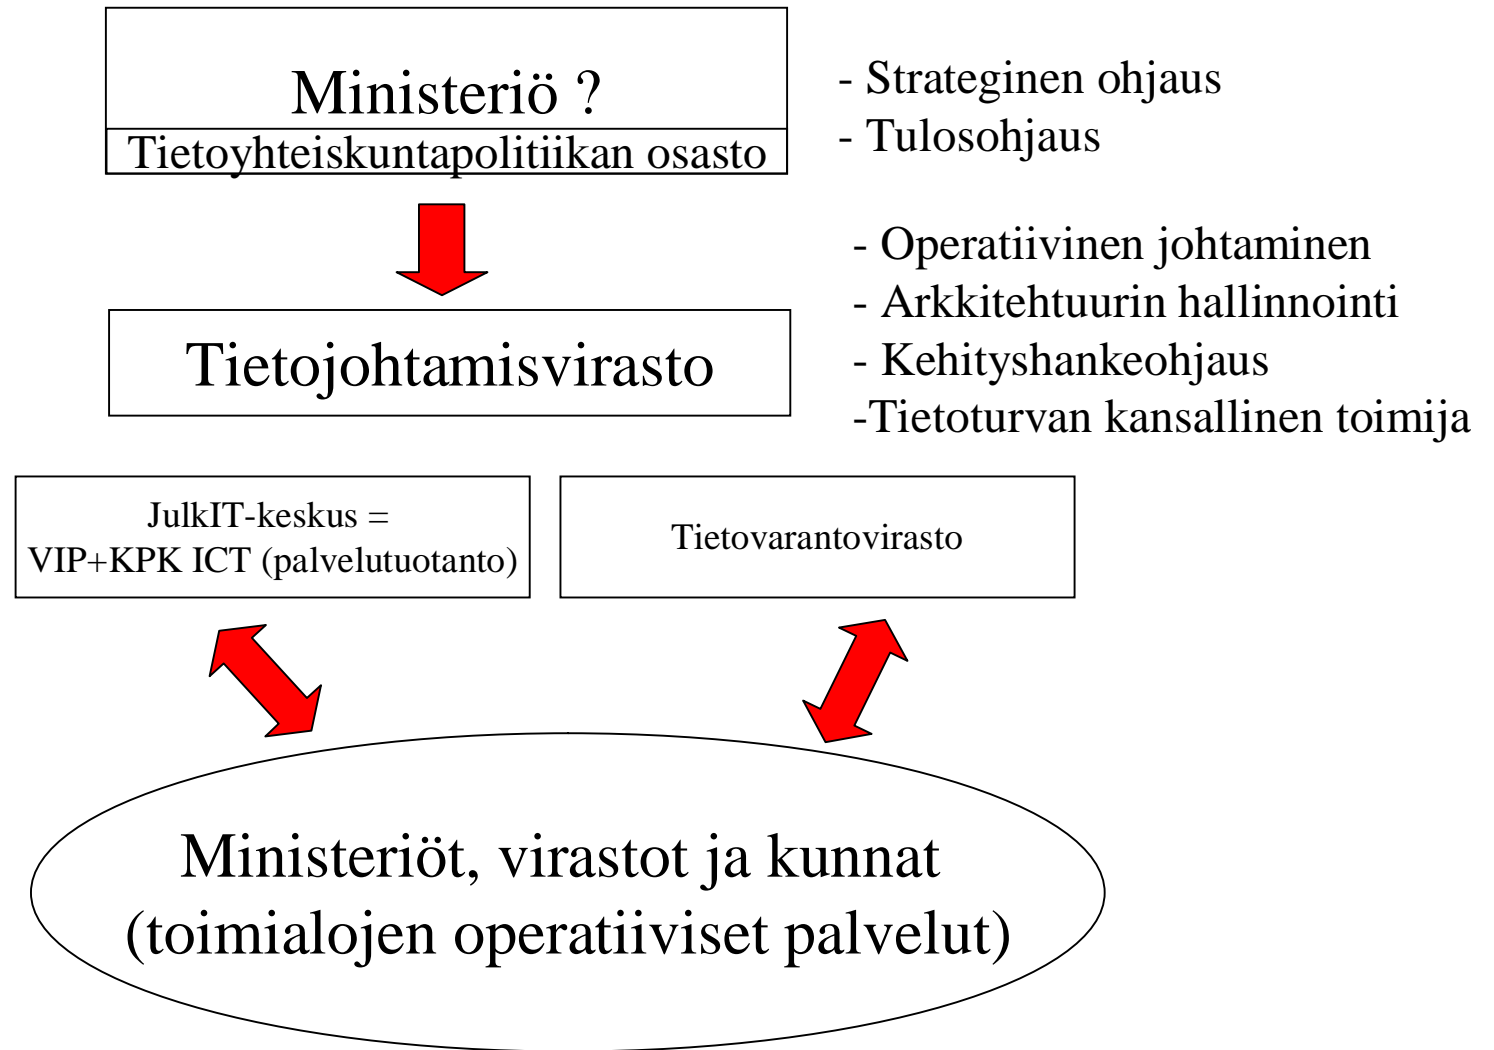 Ministeriö ?
Tietoyhteiskuntapolitiikan osasto
- Strateginen ohjaus
- Tulosohjaus
- Operatiivinen johtaminen
- Arkkitehtuurin hallinnointi
- Kehityshankeohjaus
-Tietoturvan kansallinen toimija
Tietojohtamisvirasto
JulkIT-keskus =
VIP+KPK ICT (palvelutuotanto)
Tietovarantovirasto
Ministeriöt, virastot ja kunnat
(toimialojen operatiiviset palvelut)